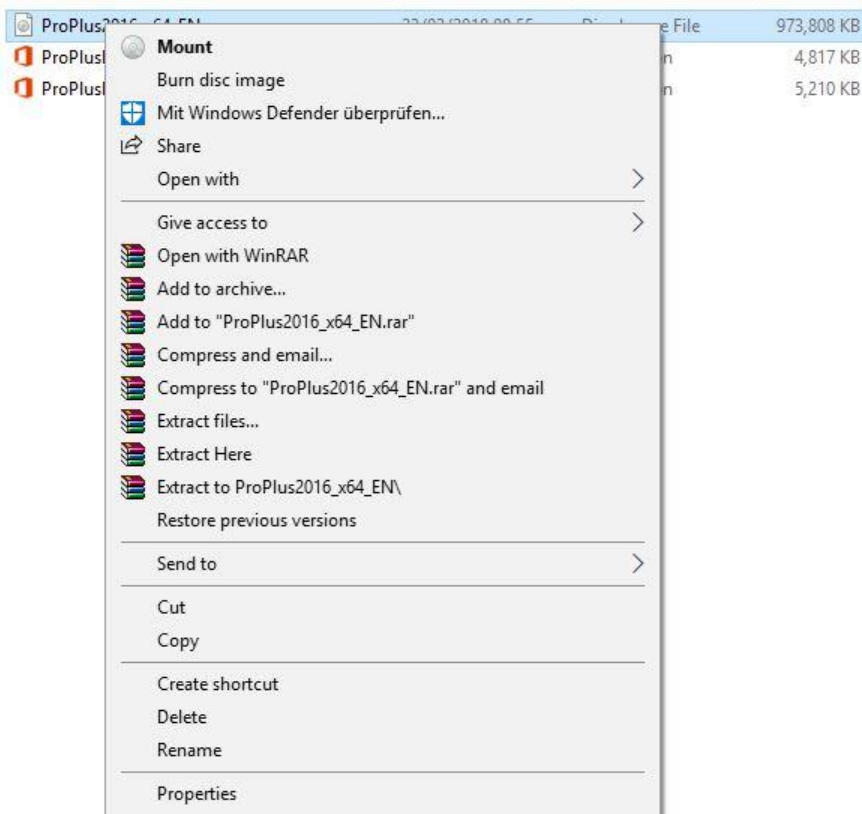 973,808 KB
ProPlus
4,817 KB
ProPlus
5,210 KB
Mount
Burn disc image
Mit Windows Defender überprüfen...
Share
Open with
Give access to
Open with WinRAR
Add to archive...
Add to "ProPlus2016_x64_EN.rar"
Compress and email...
Compress to "ProPlus2016_x64_EN.rar" and email
Extract files...
Extract Here
Extract to ProPlus2016_x64_EN\
Restore previous versions
Send to
Cut
Copy
Create shortcut
Delete
Rename
Properties